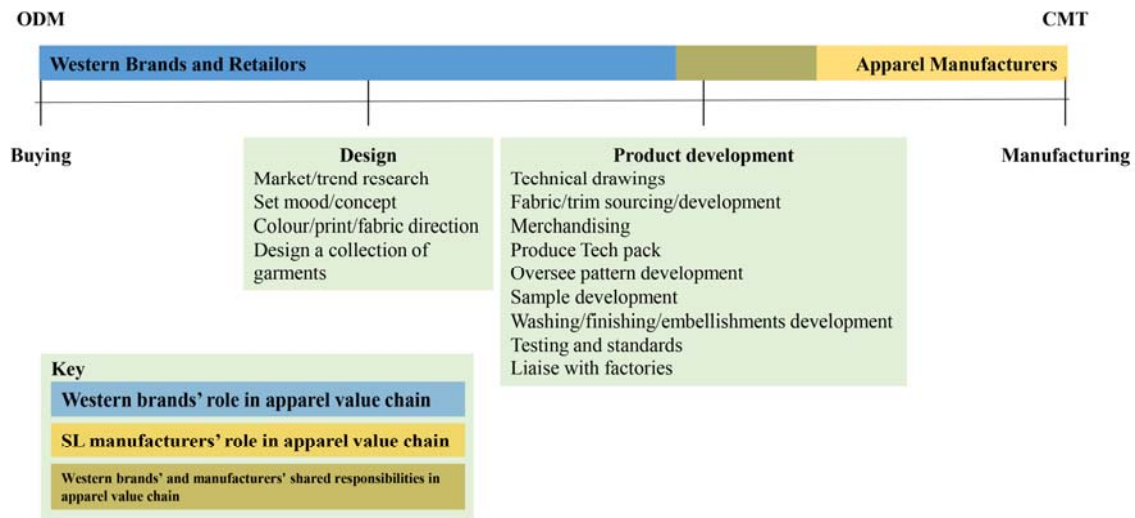 ODM
CMT
Western Brands and Retailors
Apparel Manufacturers
Buying
Manufacturing
Design
Market/trend research
Set mood/concept
Colour/print/fabric direction
Design a collection of
garments
Product development
Technical drawings
Fabric/trim sourcing/development
Merchandising
Produce Tech pack
Oversee pattern development
Sample development
Washing/finishing/embellishments development
Testing and standards
Liaise with factories
Key
Western brands' role in apparel value chain
SL manufacturers' role in apparel value chain
Western brands' and manufacturers' shared responsibilities in
apparel value chain